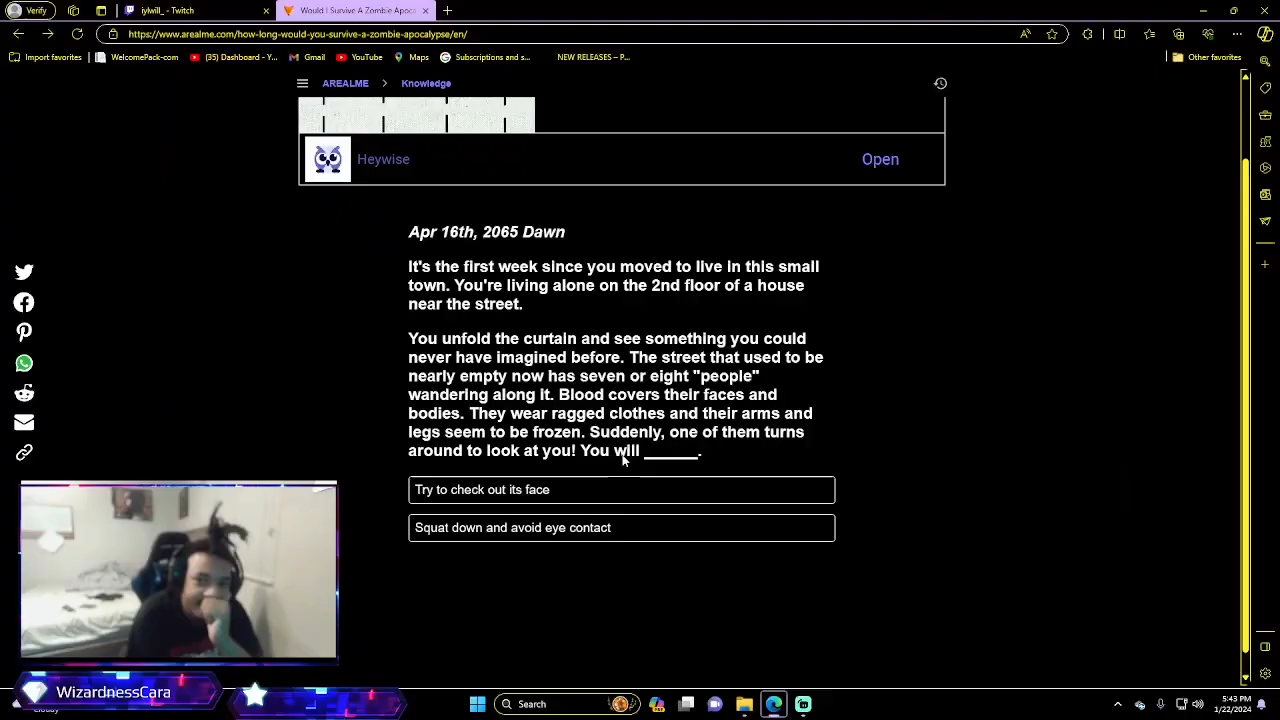 Verify
iylwill_ - Twitch
Would I Survive A Zombie Apoca
https://www.arealme.com/how-long-would-you-survive-a-zombie-apocalypse/en/
Import favorites
WelcomePack-com
(35) Dashboard - Y...
Gmail
YouTube
Maps
Subscriptions and s...
NEW RELEASES – P...
Other favorites
AREALME > Knowledge
Heywise
Open
Apr 16th, 2065 Dawn
It's the first week since you moved to live in this small
town. You're living alone on the 2nd floor of a house
near the street.
You unfold the curtain and see something you could
never have imagined before. The street that used to be
nearly empty now has seven or eight "people"
wandering along it. Blood covers their faces and
bodies. They wear ragged clothes and their arms and
legs seem to be frozen. Suddenly, one of them turns
around to look at you! You will ______.
Try to check out its face
Squat down and avoid eye contact
WizardnessCara
Cloudy
Search
5:43 PM
1/22/2024